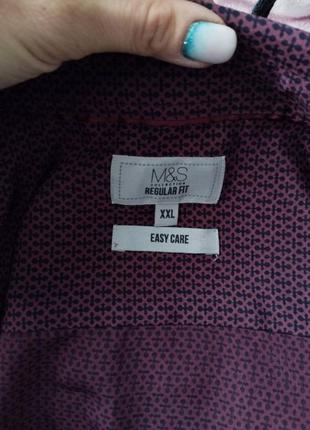 M&S
COLLECTION
REGULAR FIT
XXL
EASY CARE